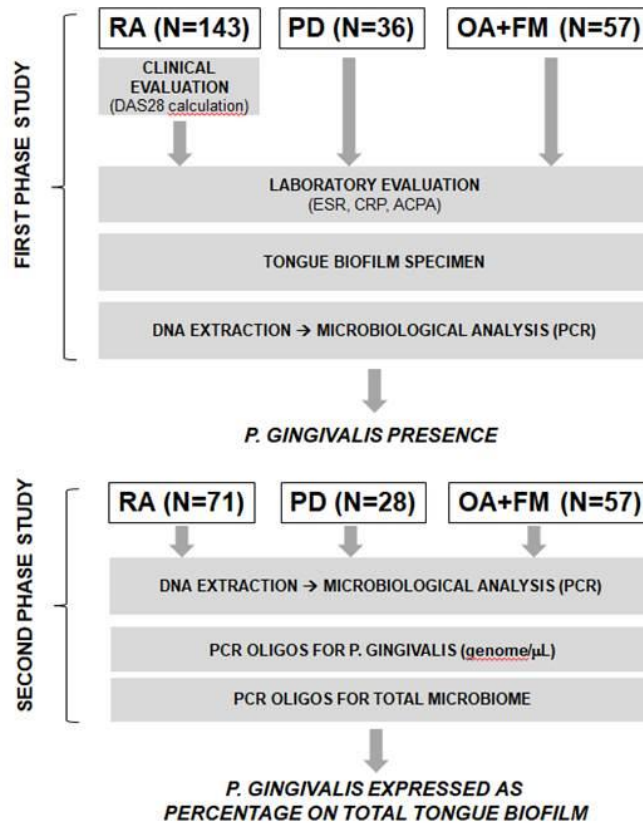 FIRST PHASE STUDY
RA (N=143) PD (N=36) OA+FM (N=57)
CLINICAL
EVALUATION
(DAS28 calculation)
LABORATORY EVALUATION
(ESR, CRP, ACPA)
TONGUE BIOFILM SPECIMEN
DNA EXTRACTION → MICROBIOLOGICAL ANALYSIS (PCR)
P. GINGIVALIS PRESENCE
SECOND PHASE STUDY
RA (N=71) PD (N=28) OA+FM (N=57)
DNA EXTRACTION → MICROBIOLOGICAL ANALYSIS (PCR)
PCR OLIGOS FOR P. GINGIVALIS (genome/µL)
PCR OLIGOS FOR TOTAL MICROBIOME
P. GINGIVALIS EXPRESSED AS
PERCENTAGE ON TOTAL TONGUE BIOFILM